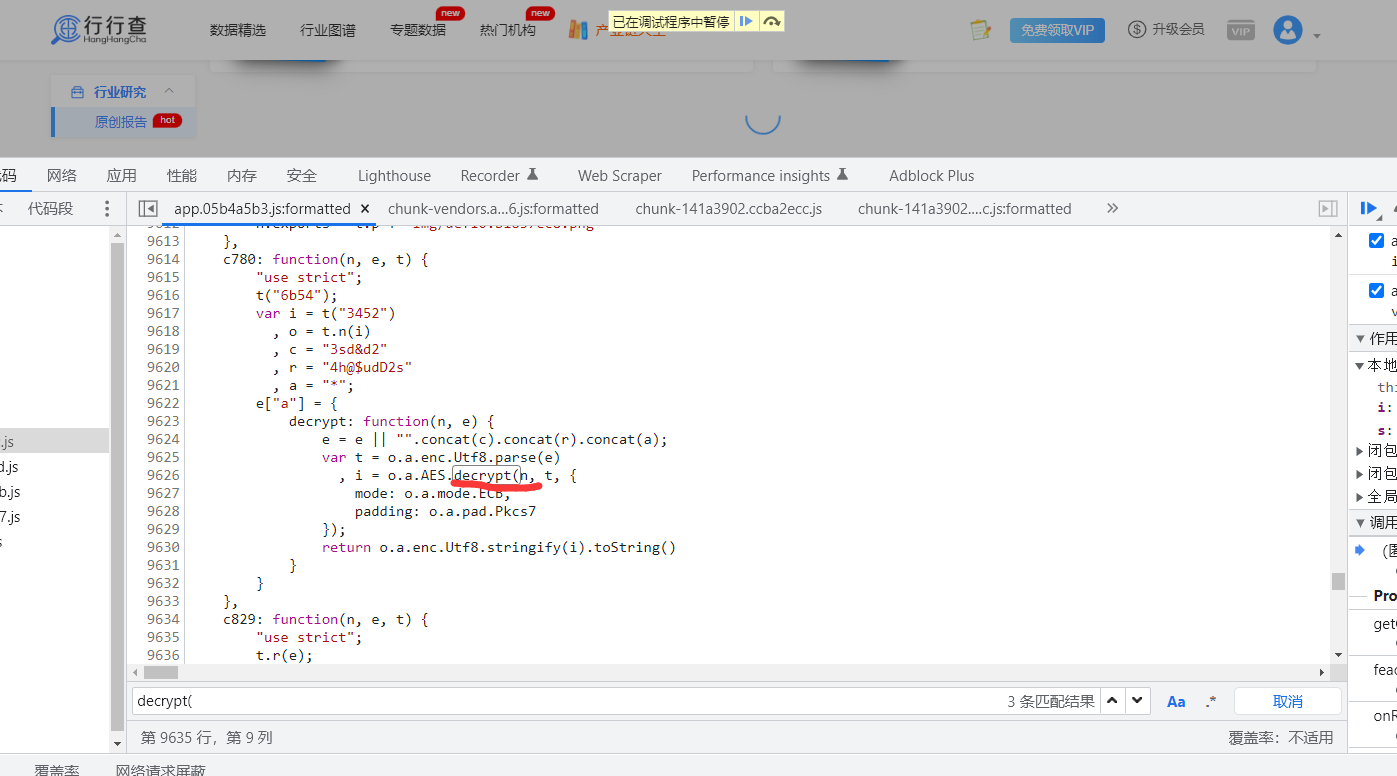 行行查
HangHangCha
数据精选
行业图谱
专题数据
new
热门机构
new
已在调试程序中暂停
免费领取VIP
升级会员
VIP
行业研究
原创报告 hot
网络 应用 性能 内存 安全 Lighthouse Recorder Web Scraper Performance insights Adblock Plus
代码段
app.05b4a5b3.js:formatted × chunk-vendors.a...6.js:formatted chunk-141a3902.ccba2ecc.js chunk-141a3902....c.js:formatted »
9613 },
9614 c780: function(n, e, t) {
9615 "use strict";
9616 t("6b54");
9617 var i = t("3452")
9618 , o = t.n(i)
9619 , c = "3sd&d2"
9620 , r = "4h@$udD2s"
9621 , a = "*";
9622 e["a"] = {
9623 decrypt: function(n, e) {
9624 e = e || "".concat(c).concat(r).concat(a);
9625 var t = o.a.enc.Utf8.parse(e)
9626 , i = o.a.AES.decrypt(n, t, {
9627 mode: o.a.mode.ECB,
9628 padding: o.a.pad.Pkcs7
9629 });
9630 return o.a.enc.Utf8.stringify(i).toString()
9631 }
9632 }
9633 },
9634 c829: function(n, e, t) {
9635 "use strict";
9636 t.r(e);
.js
d.js
b.js
7.js
decrypt(
3 条匹配结果
Aa .*
取消
第 9635 行，第 9 列
覆盖率：不适用
覆盖率
网络请求屏蔽
作用
本地
thi
i:
s:
闭包
闭包
全局
调用
Pro
get
feac
onR